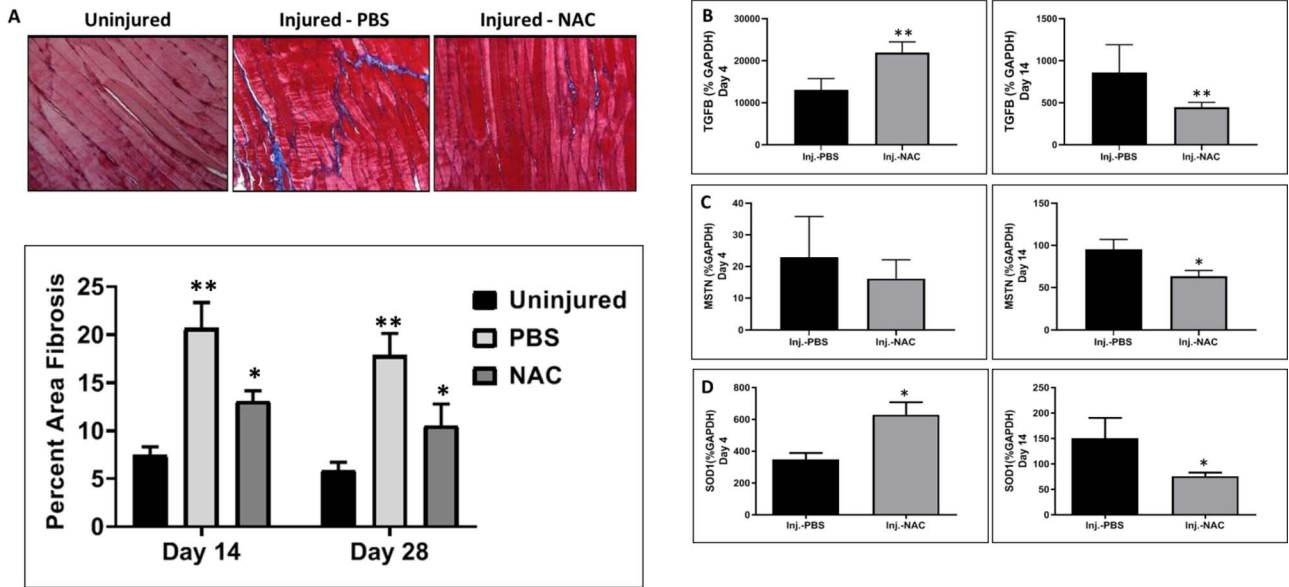 A
Uninjured
Injured - PBS
Injured - NAC
Percent Area Fibrosis
25
20
15
10
5
0
**
*
**
*
Day 14
Day 28
Uninjured
PBS
NAC
B
TGFB (% GAPDH)
Day 4
30000
20000
10000
0
**
Inj.-PBS
Inj.-NAC
TGFB (% GAPDH)
Day 14
1500
1000
500
0
**
Inj.-PBS
Inj.-NAC
C
MSTN (%GAPDH)
Day 4
40
30
20
10
0
Inj.-PBS
Inj.-NAC
MSTN (%GAPDH)
Day 14
150
100
50
0
*
Inj.-PBS
Inj.-NAC
D
SOD1(%GAPDH)
Day 4
800
600
400
200
0
*
Inj.-PBS
Inj.-NAC
SOD1(%GAPDH)
Day 14
250
200
150
100
50
0
*
Inj.-PBS
Inj.-NAC